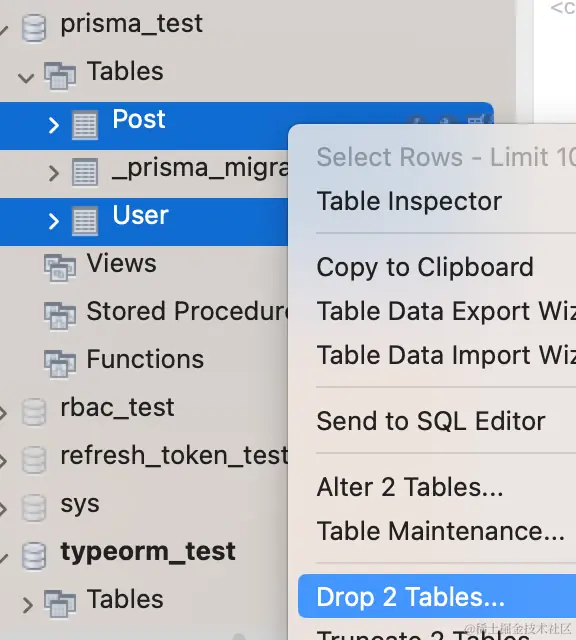 prisma_test
Tables
Post
_prisma_migra
User
Views
Stored Procedure
Functions
rbac_test
refresh_token_test
sys
typeorm_test
Tables
<c
Select Rows - Limit 10
Table Inspector
Copy to Clipboard
Table Data Export Wiz
Table Data Import Wiz
Send to SQL Editor
Alter 2 Tables...
Table Maintenance...
Drop 2 Tables...
Truncate 2 Tables
@稀土掘金技术社区